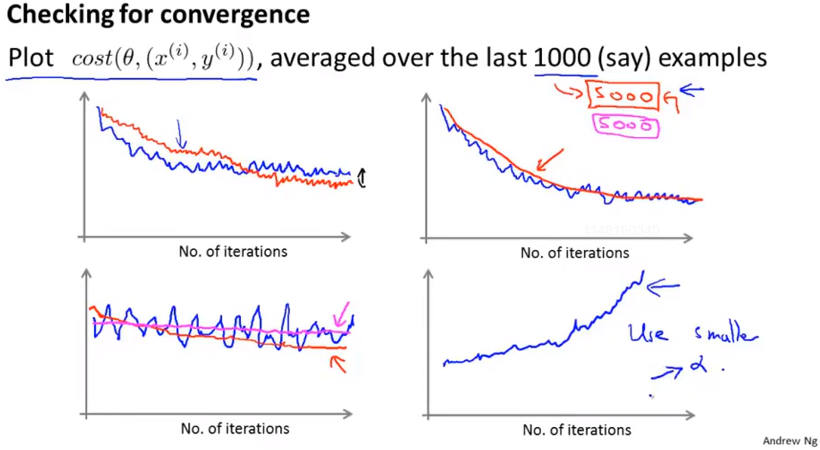 Checking for convergence
Plot cost(θ, (x⁽ⁱ⁾, y⁽ⁱ⁾)), averaged over the last 1000 (say) examples
5000
5000
No. of iterations
No. of iterations
Use smaller
α.
No. of iterations
No. of iterations
Andrew Ng